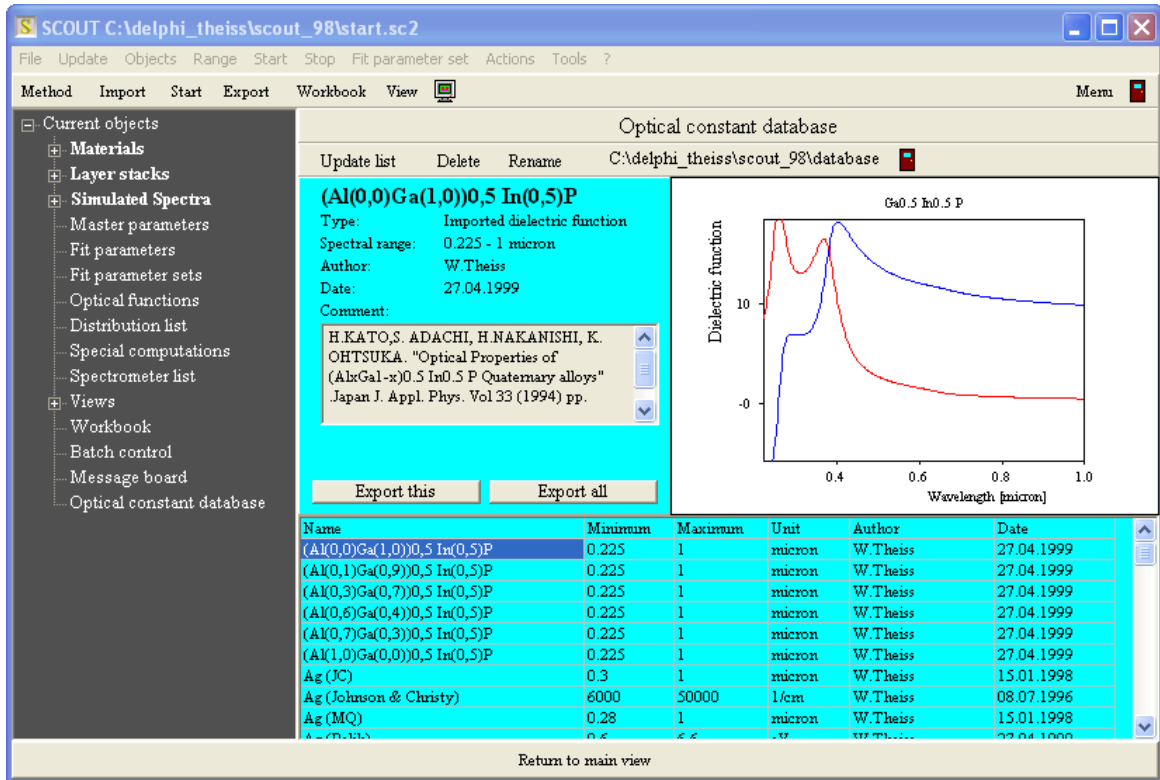 SCOUT C:\delphi_theiss\scout_98\start.sc2
File Update Objects Range Start Stop Fit parameter set Actions Tools ?
Method Import Start Export Workbook View Menu
Current objects
Materials
Layer stacks
Simulated Spectra
Master parameters
Fit parameters
Fit parameter sets
Optical functions
Distribution list
Special computations
Spectrometer list
Views
Workbook
Batch control
Message board
Optical constant database
Optical constant database
Update list Delete Rename C:\delphi_theiss\scout_98\database
(Al(0,0)Ga(1,0))0,5 In(0,5)P
Type: Imported dielectric function
Spectral range: 0.225 - 1 micron
Author: W.Theiss
Date: 27.04.1999
Comment:
H.KATO,S. ADACHI, H.NAKANISHI, K.
OHTSUKA. "Optical Properties of
(AlxGa1-x)0.5 In0.5 P Quaternary alloys"
.Japan J. Appl. Phys. Vol 33 (1994) pp.
Export this Export all
Ga0.5 In0.5 P
Dielectric function
10
-0
0.4 0.6 0.8 1.0
Wavelength [micron]
Name Minimum Maximum Unit Author Date
(Al(0,0)Ga(1,0))0,5 In(0,5)P 0.225 1 micron W.Theiss 27.04.1999
(Al(0,1)Ga(0,9))0,5 In(0,5)P 0.225 1 micron W.Theiss 27.04.1999
(Al(0,3)Ga(0,7))0,5 In(0,5)P 0.225 1 micron W.Theiss 27.04.1999
(Al(0,6)Ga(0,4))0,5 In(0,5)P 0.225 1 micron W.Theiss 27.04.1999
(Al(0,7)Ga(0,3))0,5 In(0,5)P 0.225 1 micron W.Theiss 27.04.1999
(Al(1,0)Ga(0,0))0,5 In(0,5)P 0.225 1 micron W.Theiss 27.04.1999
Ag (JC) 0.3 1 micron W.Theiss 15.01.1998
Ag (Johnson & Christy) 6000 50000 1/cm W.Theiss 08.07.1996
Ag (MQ) 0.28 1 micron W.Theiss 15.01.1998
Return to main view